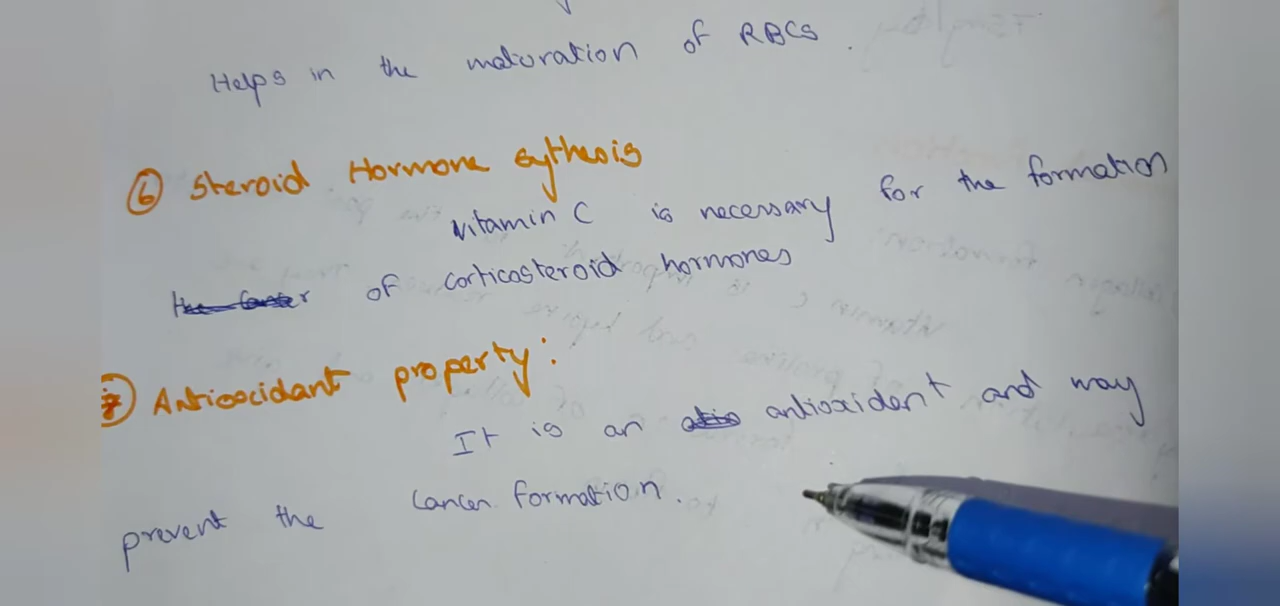 Helps in the maturation of RBCs.
⑥ Steroid Hormone sythesis
vitamin C is necessary for the formation
of corticosteroid hormones
⑦ Antioxidant property:
It is an antioxident and may
prevent the cancer formation.